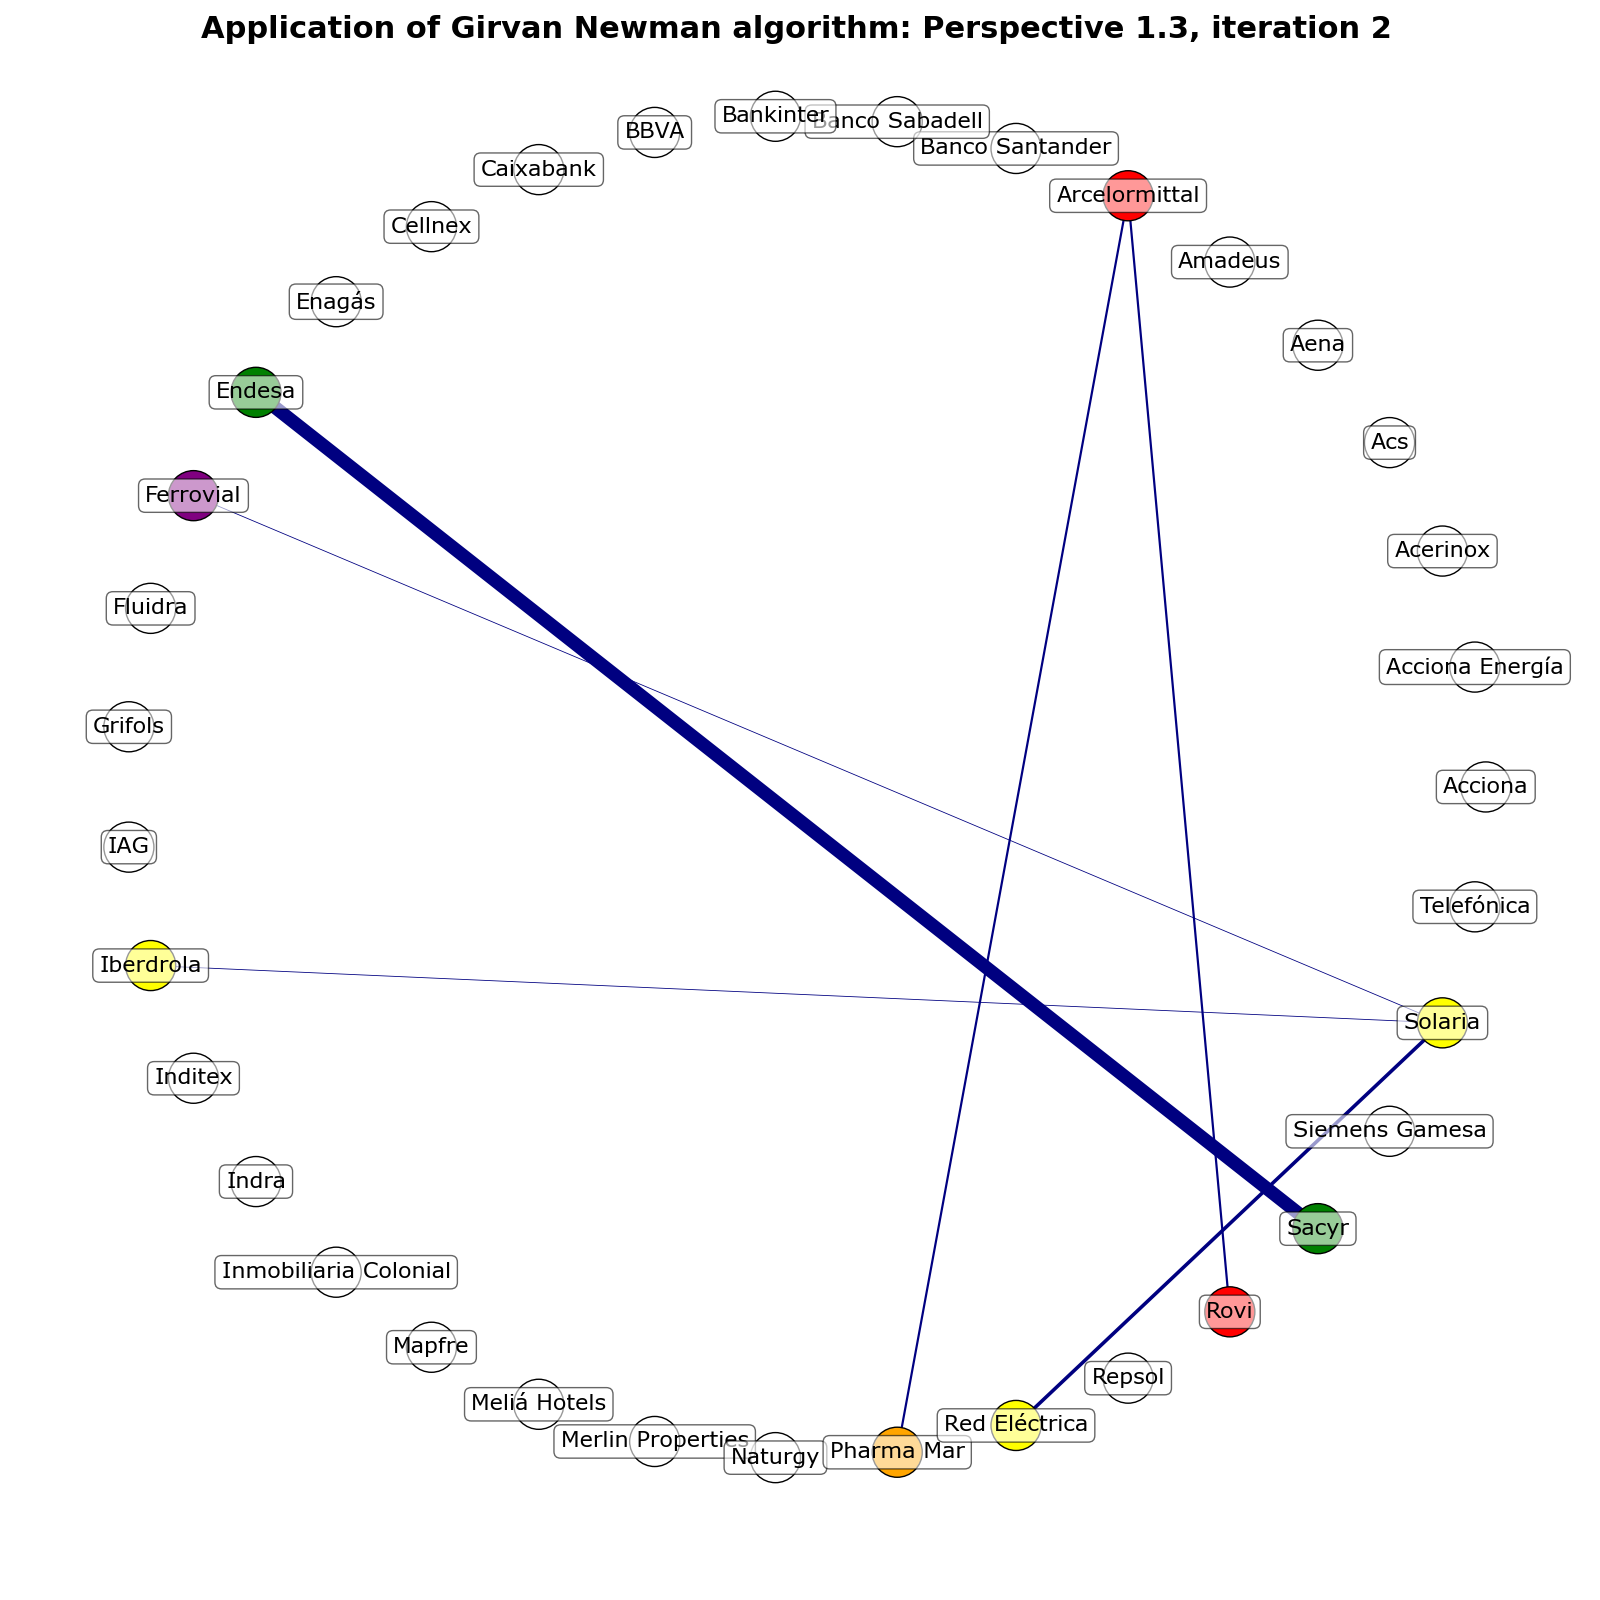 Application of Girvan Newman algorithm: Perspective 1.3, iteration 2
Bankinter
Banco Sabadell
BBVA
Banco Santander
Caixabank
Arcelormittal
Cellnex
Amadeus
Enagás
Aena
Endesa
Acs
Ferrovial
Acerinox
Fluidra
Acciona Energía
Grifols
Acciona
IAG
Telefónica
Iberdrola
Solaria
Inditex
Siemens Gamesa
Indra
Sacyr
Inmobiliaria Colonial
Rovi
Mapfre
Repsol
Meliá Hotels
Red Eléctrica
Merlin Properties
Pharma Mar
Naturgy